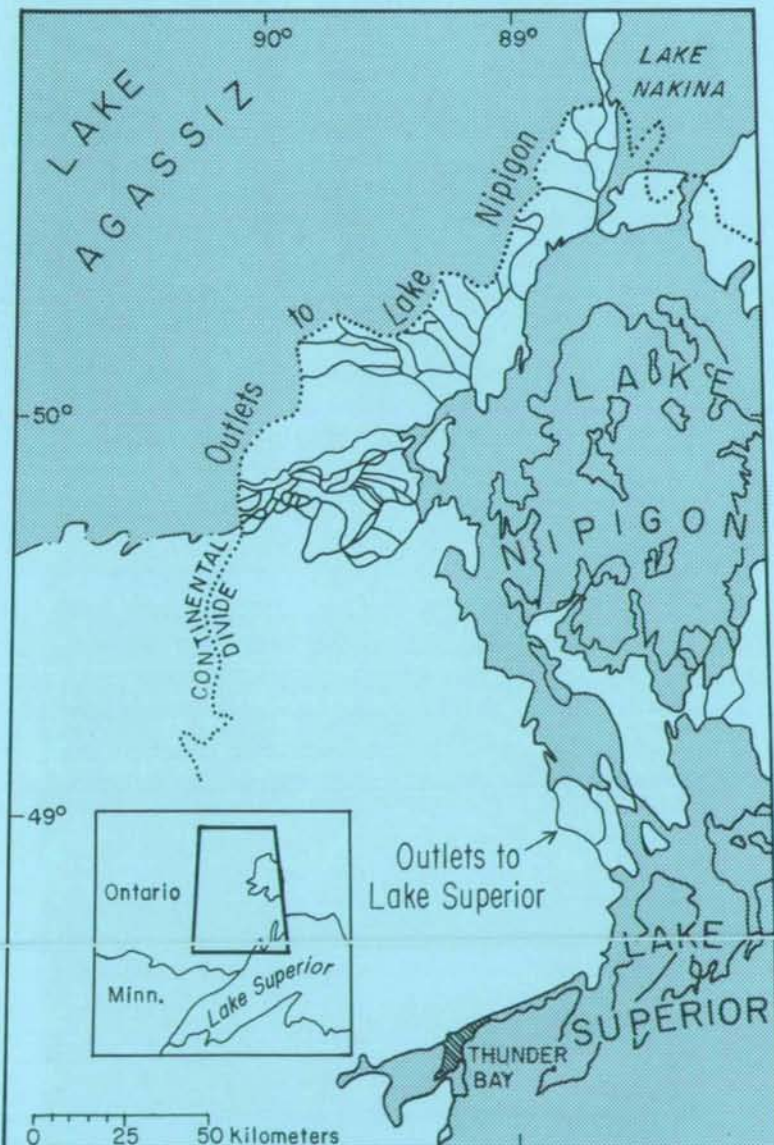 90°
89°
LAKE
NAKINA
LAKE
AGASSIZ
Outlets to Lake Nipigon
50°
LAKE
NIPIGON
CONTINENTAL
DIVIDE
49°
Outlets to
Lake Superior
Ontario
Minn.
Lake Superior
LAKE
SUPERIOR
THUNDER
BAY
0 25 50 Kilometers